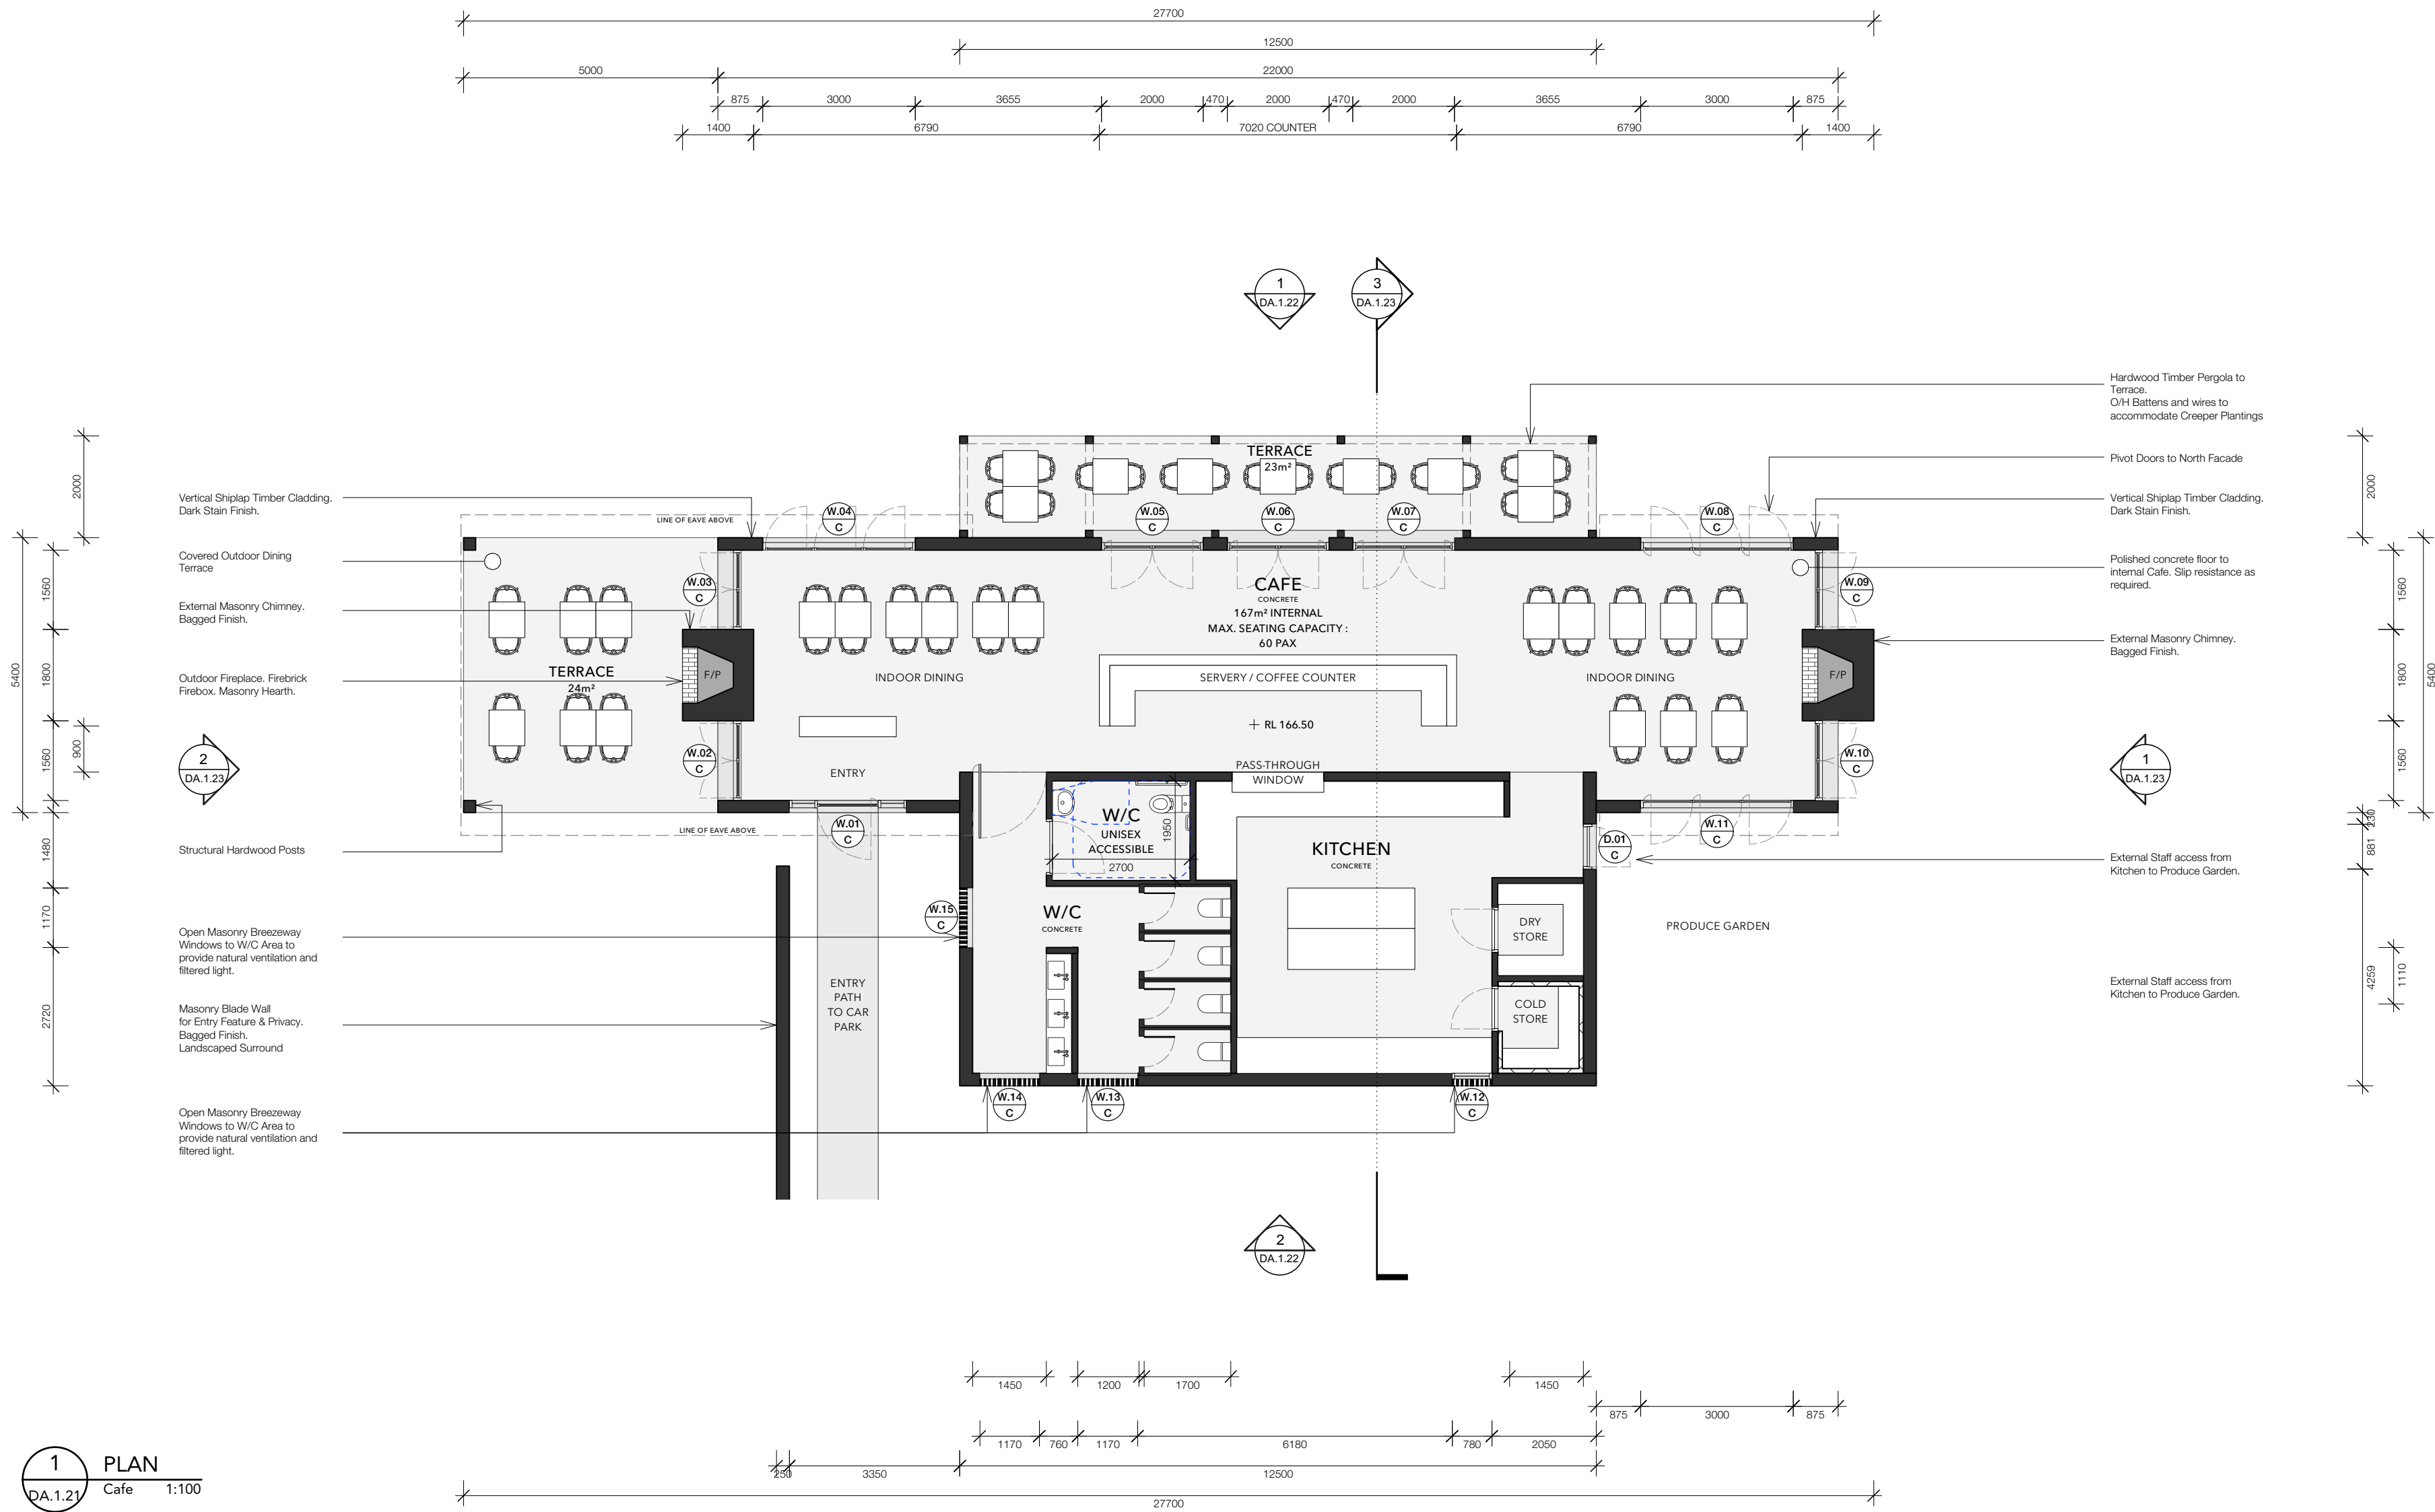 27700
12500
5000
22000
875
3000
3655
2000
470
2000
470
2000
3655
3000
875
1400
6790
7020 COUNTER
6790
1400
1
DA.1.22
3
DA.1.23
Hardwood Timber Pergola to
Terrace.
O/H Battens and wires to
accommodate Creeper Plantings
Pivot Doors to North Facade
Vertical Shiplap Timber Cladding.
Dark Stain Finish.
Polished concrete floor to
internal Cafe. Slip resistance as
required.
External Masonry Chimney.
Bagged Finish.
1
DA.1.23
External Staff access from
Kitchen to Produce Garden.
External Staff access from
Kitchen to Produce Garden.
2000
1560
1800
5400
1560
230
881
4259
1110
2000
1560
1800
5400
1560
900
1480
1170
2720
Vertical Shiplap Timber Cladding.
Dark Stain Finish.
Covered Outdoor Dining
Terrace
External Masonry Chimney.
Bagged Finish.
Outdoor Fireplace. Firebrick
Firebox. Masonry Hearth.
2
DA.1.23
Structural Hardwood Posts
Open Masonry Breezeway
Windows to W/C Area to
provide natural ventilation and
filtered light.
Masonry Blade Wall
for Entry Feature & Privacy.
Bagged Finish.
Landscaped Surround
Open Masonry Breezeway
Windows to W/C Area to
provide natural ventilation and
filtered light.
TERRACE
23m²
LINE OF EAVE ABOVE
W.04
C
W.05
C
W.06
C
W.07
C
W.08
C
W.03
C
W.09
C
CAFE
CONCRETE
167m² INTERNAL
MAX. SEATING CAPACITY :
60 PAX
TERRACE
24m²
F/P
INDOOR DINING
SERVERY / COFFEE COUNTER
INDOOR DINING
F/P
RL 166.50
W.02
C
W.10
C
ENTRY
PASS-THROUGH
WINDOW
LINE OF EAVE ABOVE
W.01
C
W/C
UNISEX
ACCESSIBLE
1950
2700
KITCHEN
CONCRETE
D.01
C
W.11
C
W.15
C
W/C
CONCRETE
DRY
STORE
PRODUCE GARDEN
ENTRY
PATH
TO CAR
PARK
COLD
STORE
W.14
C
W.13
C
W.12
C
2
DA.1.22
1450
1200
1700
1450
875
3000
875
1170
760
1170
6180
780
2050
250
3350
12500
27700
1
DA.1.21
PLAN
Cafe 1:100